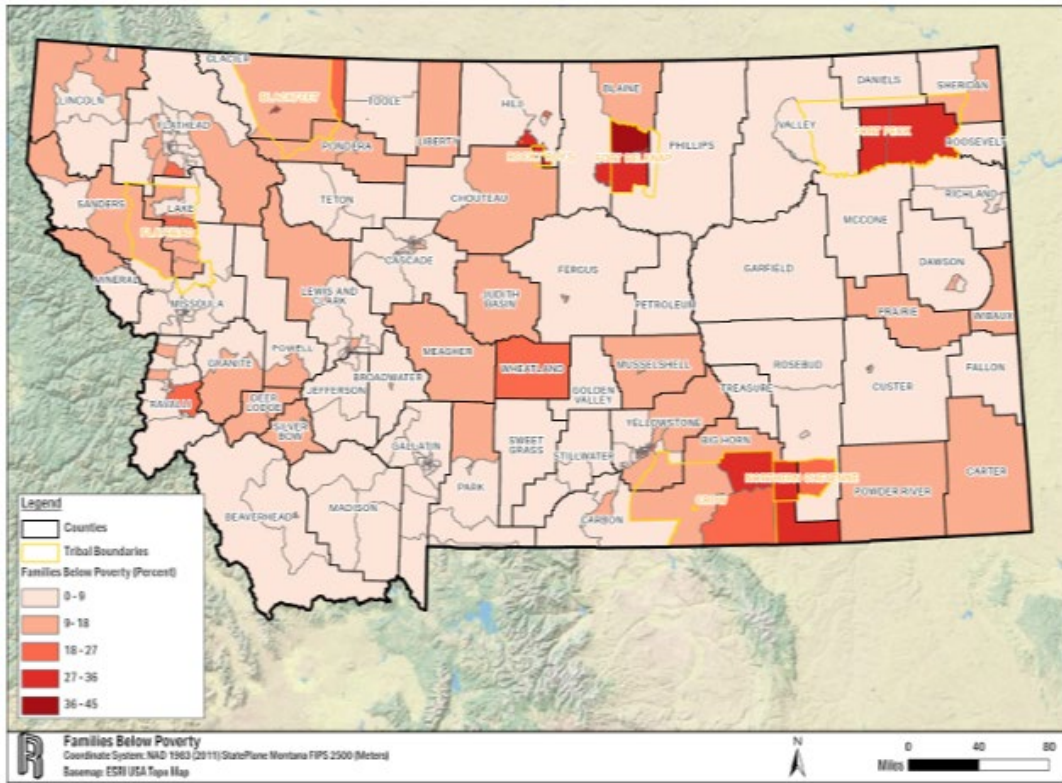 GLACIER
LINCOLN
FLATHEAD
BLACKFEET
TOOLE
HILL
BLAINE
DANIELS
SHERIDAN
VALLEY
FORT PECK
ROOSEVELT
PONDERA
LIBERTY
FORT BELKNAP
PHILLIPS
RICHLAND
SANDERS
LAKE
TETON
CHOUTEAU
MCCONE
FLATHEAD
CASCADE
DAWSON
MINERAL
MISSOULA
LEWIS AND
CLARK
JUDITH
BASIN
FERGUS
PETROLEUM
GARFIELD
PRAIRIE
WIBAUX
POWELL
GRANITE
MEAGHER
WHEATLAND
MUSSELSHELL
ROSEBUD
FALLON
RAVALLI
DEER
LODGE
JEFFERSON
BROADWATER
GOLDEN
VALLEY
TREASURE
CUSTER
SILVER
BOW
GALLATIN
SWEET
GRASS
STILLWATER
YELLOWSTONE
BIG HORN
PARK
NORTHERN CHEYENNE
CARTER
BEAVERHEAD
MADISON
CARBON
CROW
POWDER RIVER
Legend
Counties
Tribal Boundaries
Families Below Poverty (Percent)
0 - 9
9 - 18
18 - 27
27 - 36
36 - 45
R
Families Below Poverty
Coordinate System: NAD 1983 (2011) StatePlane Montana FIPS 2500 (Meters)
Basemap: ESRI USA Topo Map
N
0 40 80
Miles